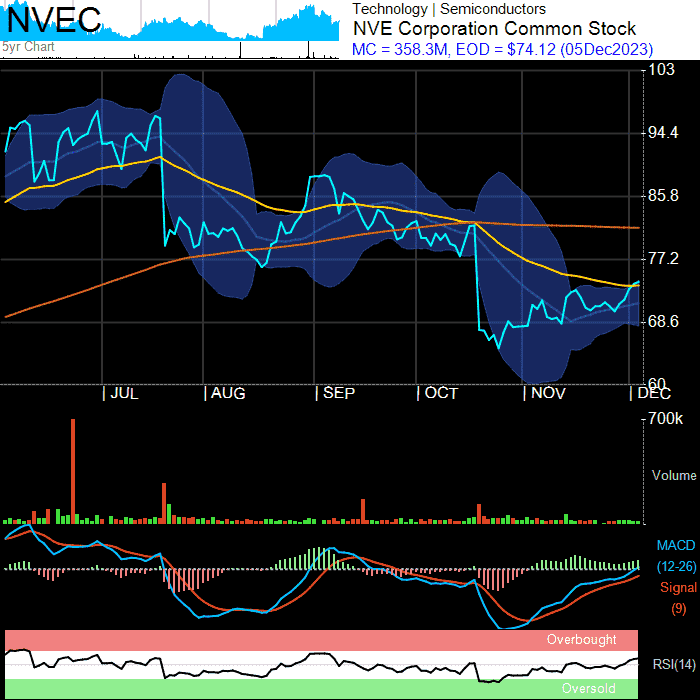 NVEC
5yr Chart
Technology | Semiconductors
NVE Corporation Common Stock
MC = 358.3M, EOD = $74.12 (05Dec2023)
103
94.4
85.8
77.2
68.6
60
JUL
AUG
SEP
OCT
NOV
DEC
700k
Volume
MACD
(12-26)
Signal
(9)
Overbought
RSI(14)
Oversold